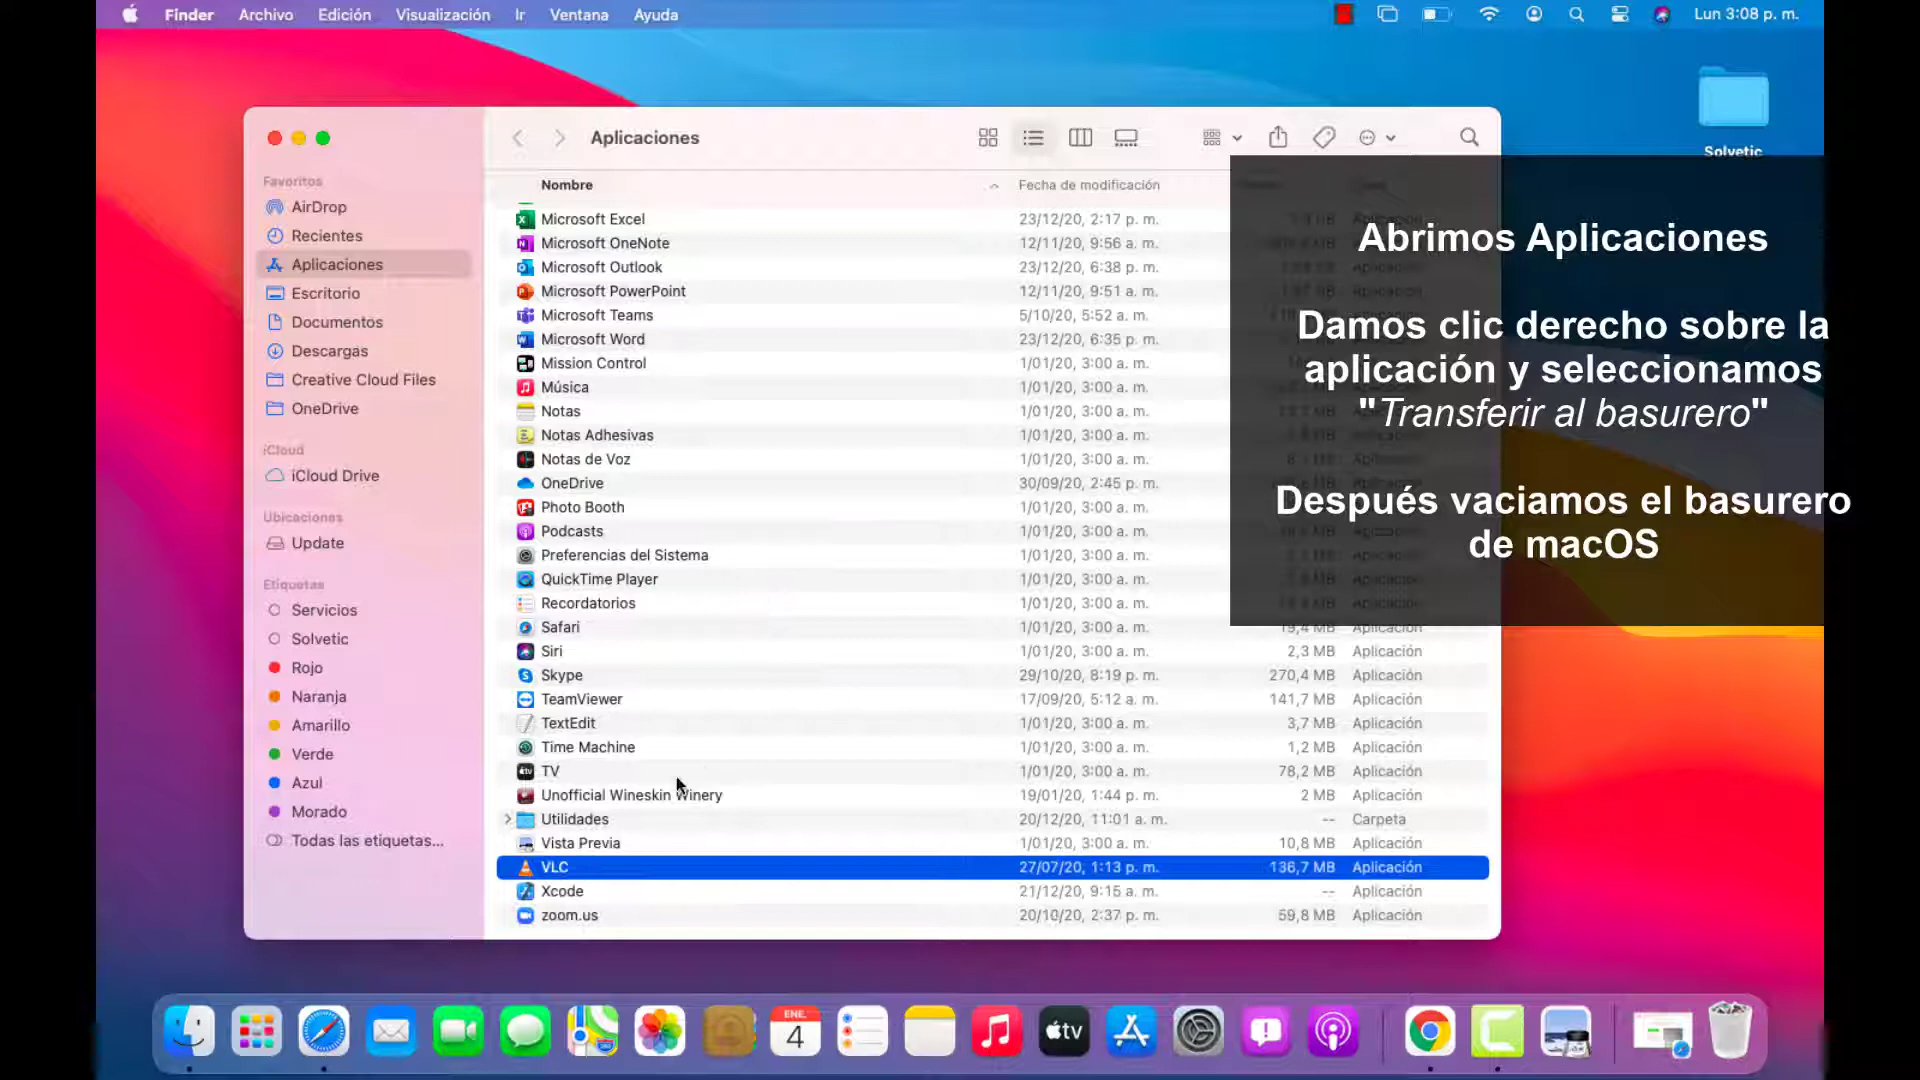 Finder Archivo Edición Visualización Ir Ventana Ayuda Lun 3:08 p. m.
Solvetic
Aplicaciones
Favoritos
AirDrop
Recientes
Aplicaciones
Escritorio
Documentos
Descargas
Creative Cloud Files
OneDrive
iCloud
iCloud Drive
Ubicaciones
Update
Etiquetas
Servicios
Solvetic
Rojo
Naranja
Amarillo
Verde
Azul
Morado
Todas las etiquetas...
Nombre Fecha de modificación
Microsoft Excel 23/12/20, 2:17 p. m.
Microsoft OneNote 12/11/20, 9:56 a. m.
Microsoft Outlook 23/12/20, 6:38 p. m.
Microsoft PowerPoint 12/11/20, 9:51 a. m.
Microsoft Teams 5/10/20, 5:52 a. m.
Microsoft Word 23/12/20, 6:35 p. m.
Mission Control 1/01/20, 3:00 a. m.
Música 1/01/20, 3:00 a. m.
Notas 1/01/20, 3:00 a. m.
Notas Adhesivas 1/01/20, 3:00 a. m.
Notas de Voz 1/01/20, 3:00 a. m.
OneDrive 30/09/20, 2:45 p. m.
Photo Booth 1/01/20, 3:00 a. m.
Podcasts 1/01/20, 3:00 a. m.
Preferencias del Sistema 1/01/20, 3:00 a. m.
QuickTime Player 1/01/20, 3:00 a. m.
Recordatorios 1/01/20, 3:00 a. m.
Safari 1/01/20, 3:00 a. m. 19,4 MB Aplicación
Siri 1/01/20, 3:00 a. m. 2,3 MB Aplicación
Skype 29/10/20, 8:19 p. m. 270,4 MB Aplicación
TeamViewer 17/09/20, 5:12 a. m. 141,7 MB Aplicación
TextEdit 1/01/20, 3:00 a. m. 3,7 MB Aplicación
Time Machine 1/01/20, 3:00 a. m. 1,2 MB Aplicación
TV 1/01/20, 3:00 a. m. 78,2 MB Aplicación
Unofficial Wineskin Winery 19/01/20, 1:44 p. m. 2 MB Aplicación
Utilidades 20/12/20, 11:01 a. m. -- Carpeta
Vista Previa 1/01/20, 3:00 a. m. 10,8 MB Aplicación
VLC 27/07/20, 1:13 p. m. 136,7 MB Aplicación
Xcode 21/12/20, 9:15 a. m. -- Aplicación
zoom.us 20/10/20, 2:37 p. m. 59,8 MB Aplicación
Abrimos Aplicaciones
Damos clic derecho sobre la
aplicación y seleccionamos
"Transferir al basurero"
Después vaciamos el basurero
de macOS
ENE.
4
tv